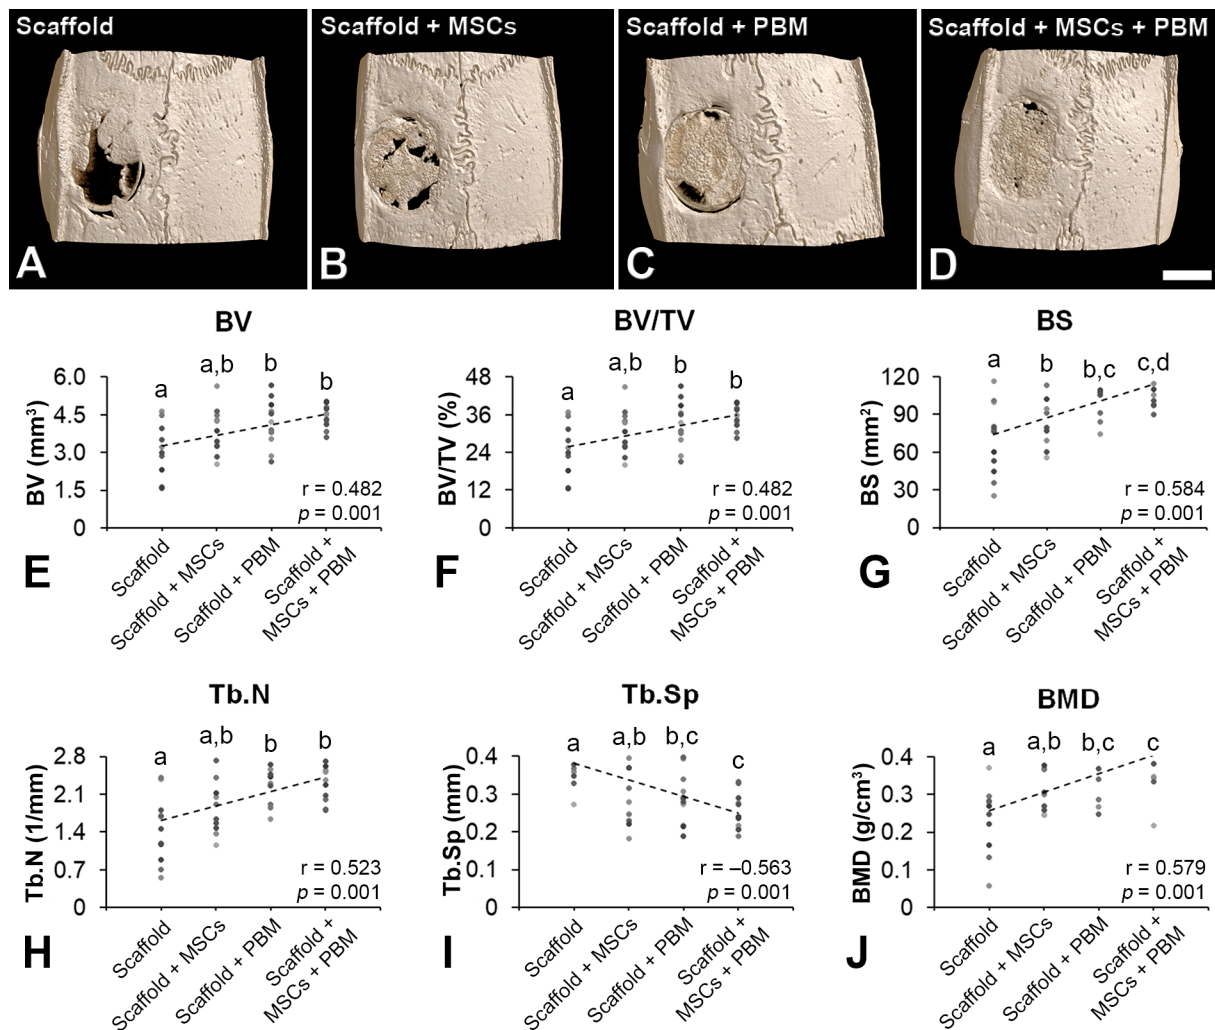 Scaffold
Scaffold + MSCs
Scaffold + PBM
Scaffold + MSCs + PBM
A
B
C
D
BV
BV (mm³)
6.0
4.5
3.0
1.5
0
a
a,b
b
b
r = 0.482
p = 0.001
Scaffold
Scaffold + MSCs
Scaffold + PBM
Scaffold +
MSCs + PBM
E
BV/TV
BV/TV (%)
48
36
24
12
0
a
a,b
b
b
r = 0.482
p = 0.001
Scaffold
Scaffold + MSCs
Scaffold + PBM
Scaffold +
MSCs + PBM
F
BS
BS (mm²)
120
90
60
30
0
a
b
b,c
c,d
r = 0.584
p = 0.001
Scaffold
Scaffold + MSCs
Scaffold + PBM
Scaffold +
MSCs + PBM
G
Tb.N
Tb.N (1/mm)
2.8
2.1
1.4
0.7
0
a
a,b
b
b
r = 0.523
p = 0.001
Scaffold
Scaffold + MSCs
Scaffold + PBM
Scaffold +
MSCs + PBM
H
Tb.Sp
Tb.Sp (mm)
0.4
0.3
0.2
0.1
0
a
a,b
b,c
c
r = –0.563
p = 0.001
Scaffold
Scaffold + MSCs
Scaffold + PBM
Scaffold +
MSCs + PBM
I
BMD
BMD (g/cm³)
0.4
0.3
0.2
0.1
0
a
a,b
b,c
c
r = 0.579
p = 0.001
Scaffold
Scaffold + MSCs
Scaffold + PBM
Scaffold +
MSCs + PBM
J